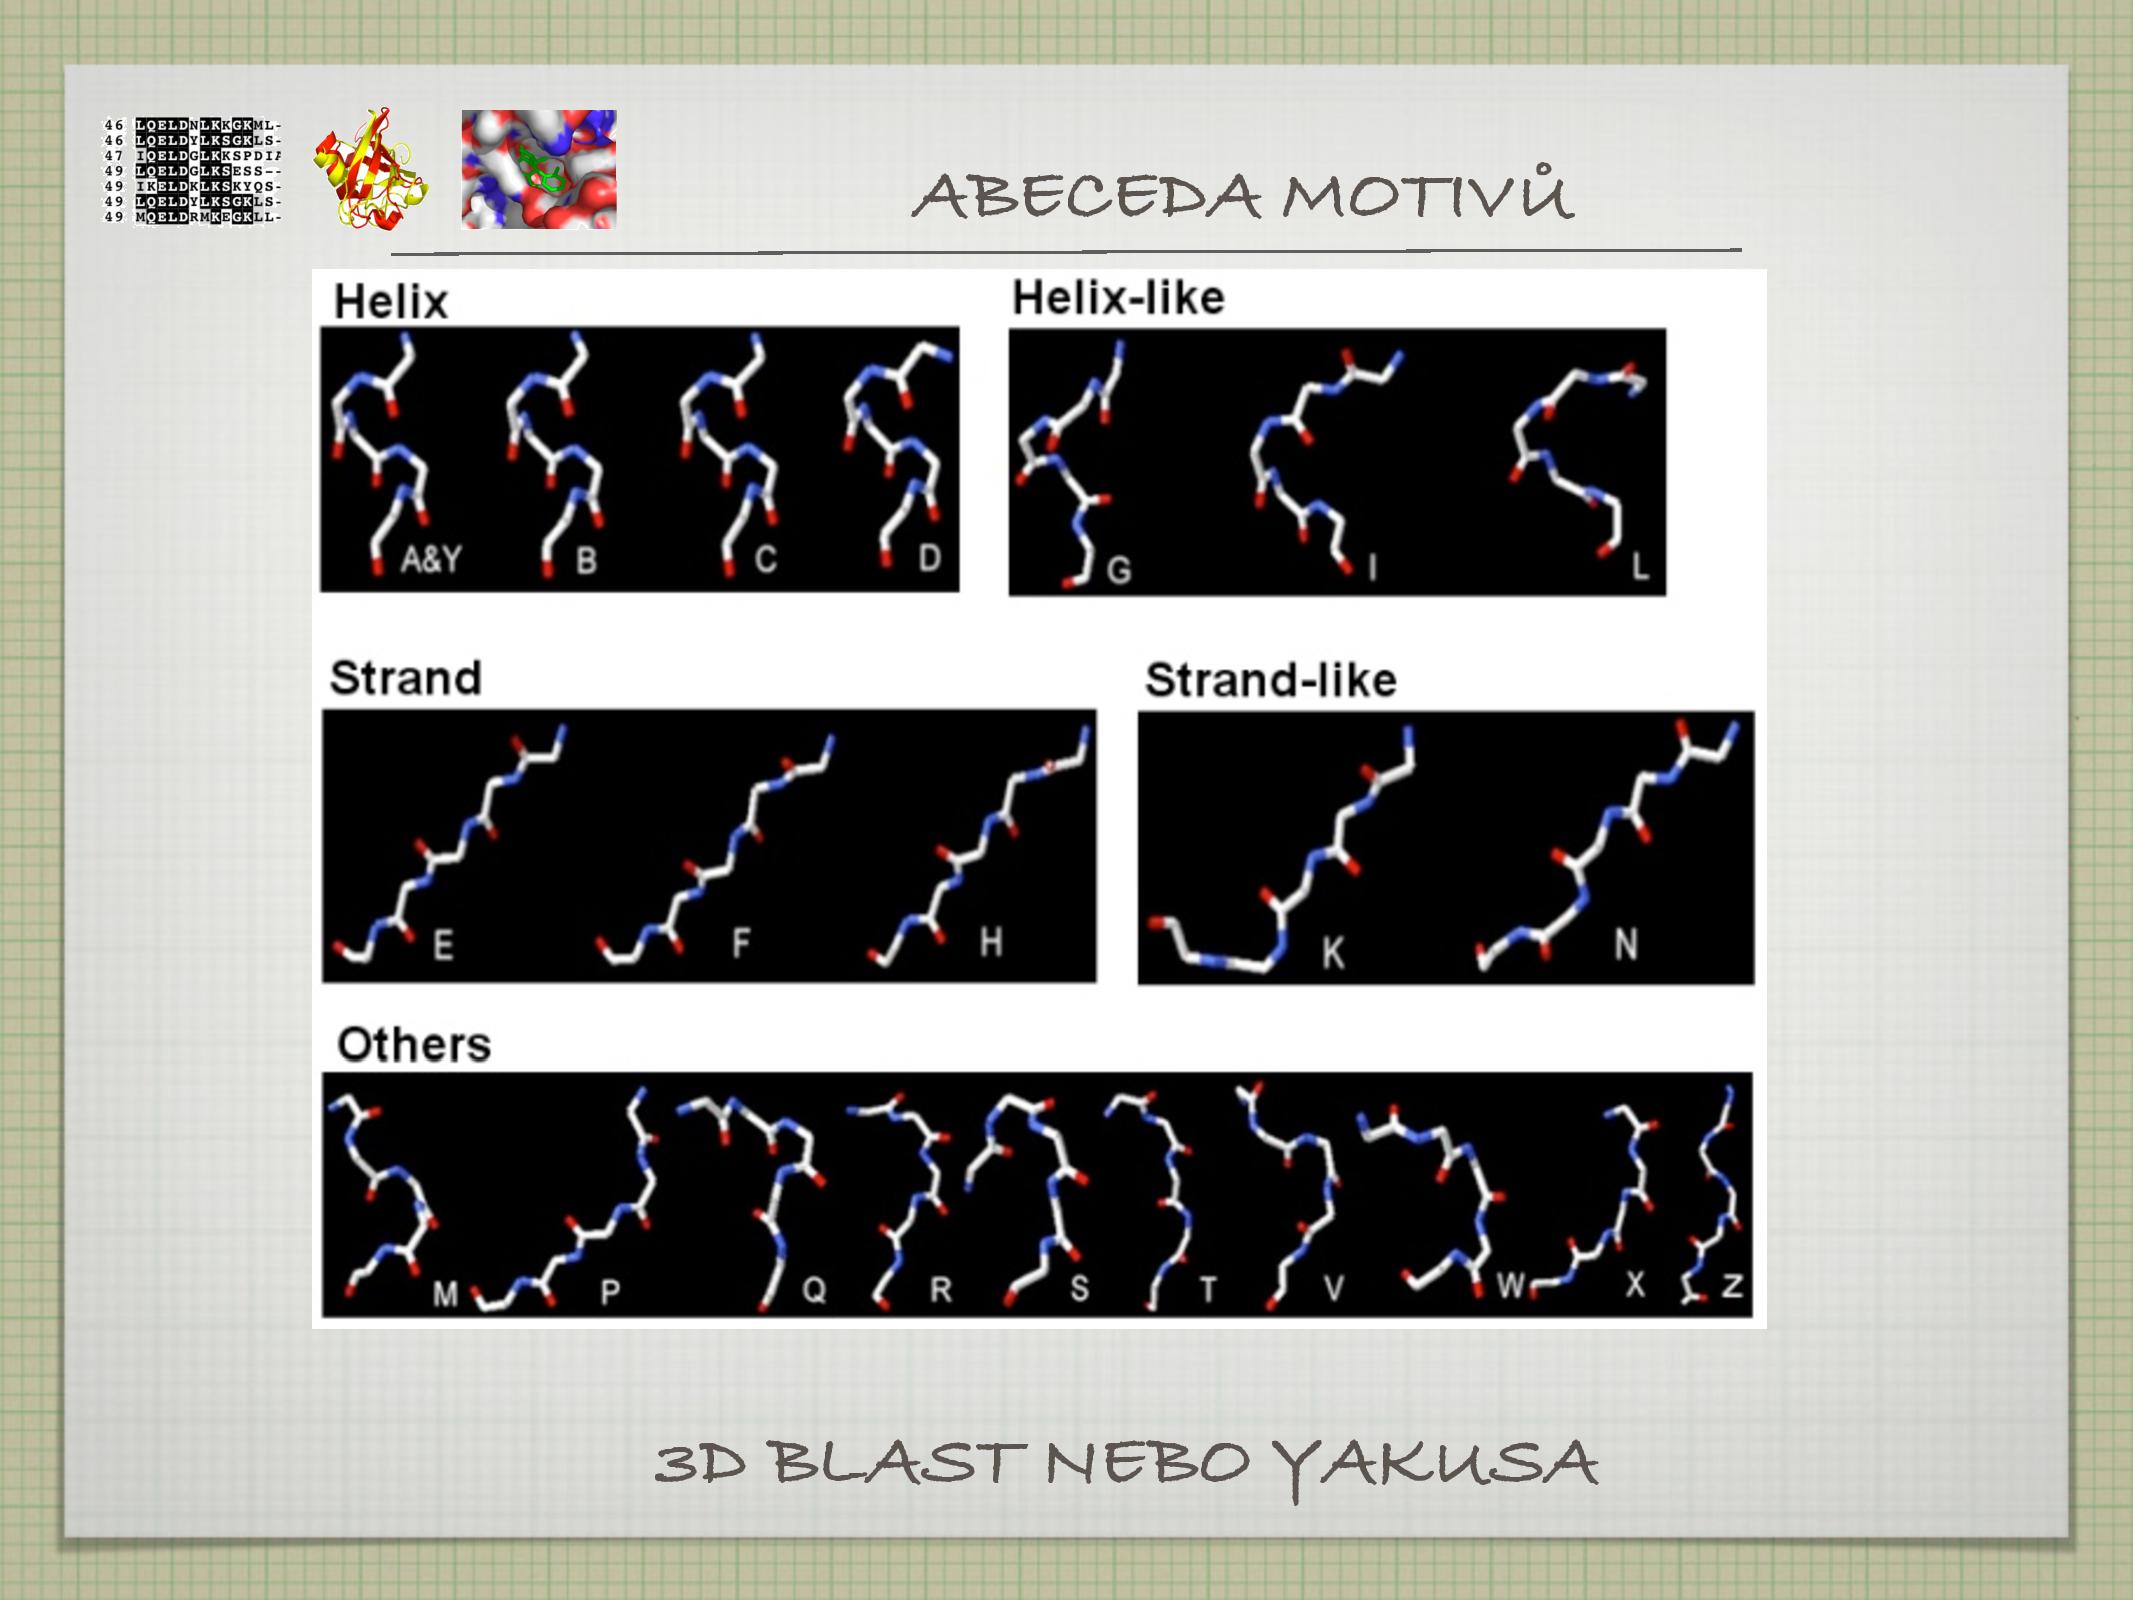 46 LQELDNLKKGKML-
46 LQELDYLKSGKLS-
47 IQELDGLKKSPDIA
49 LQELDGLKSESS--
49 IKELDKLKSKYQS-
49 LQELDYLKSGKLS-
49 MQELDRMKEGKLL-
ABECEDA MOTIVŮ
Helix
A&Y B C D
Helix-like
G I L
Strand
E F H
Strand-like
K N
Others
M P Q R S T V W X Z
3D BLAST NEBO YAKUSA